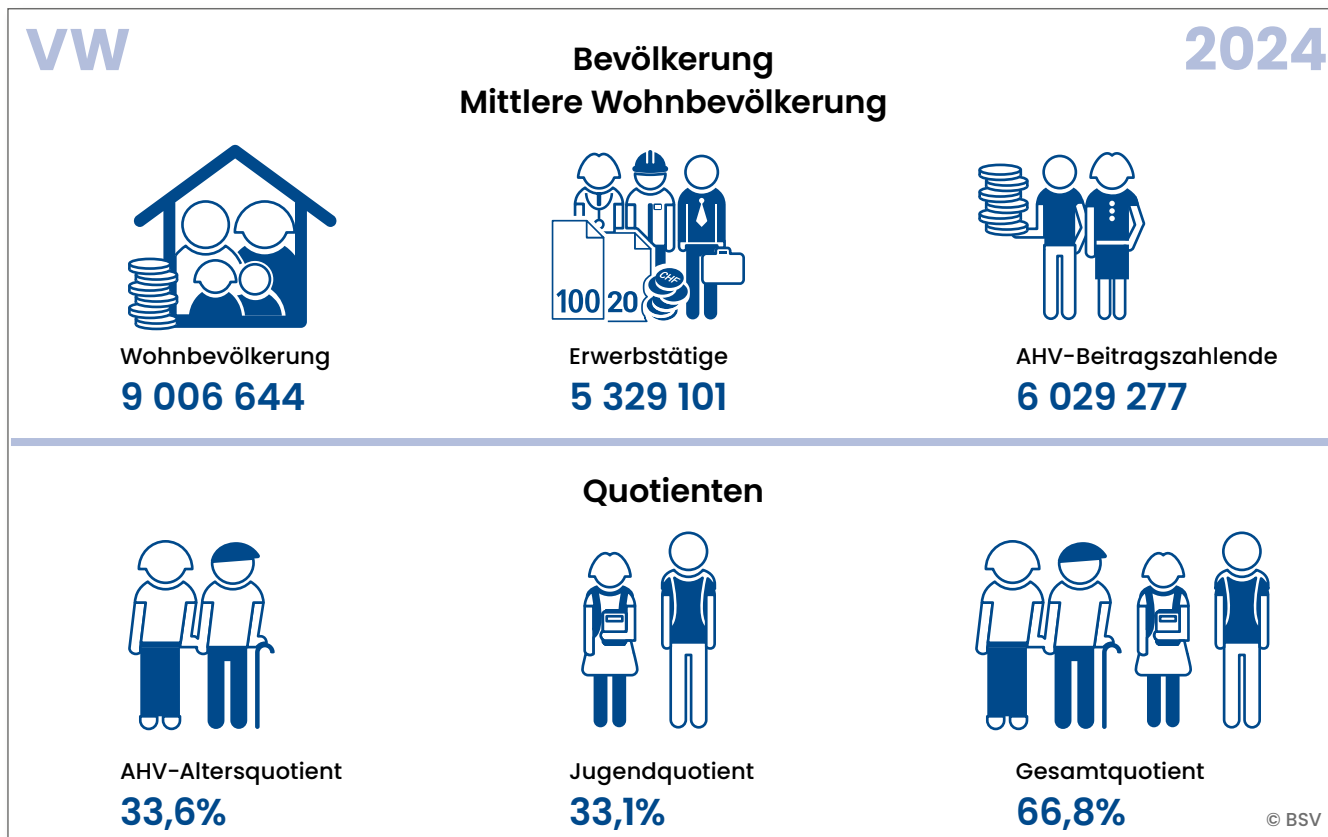 VW
2024
Bevölkerung
Mittlere Wohnbevölkerung
100 20 CHF
Wohnbevölkerung
9 006 644
Erwerbstätige
5 329 101
AHV-Beitragszahlende
6 029 277
Quotienten
AHV-Altersquotient
33,6%
Jugendquotient
33,1%
Gesamtquotient
66,8%
© BSV